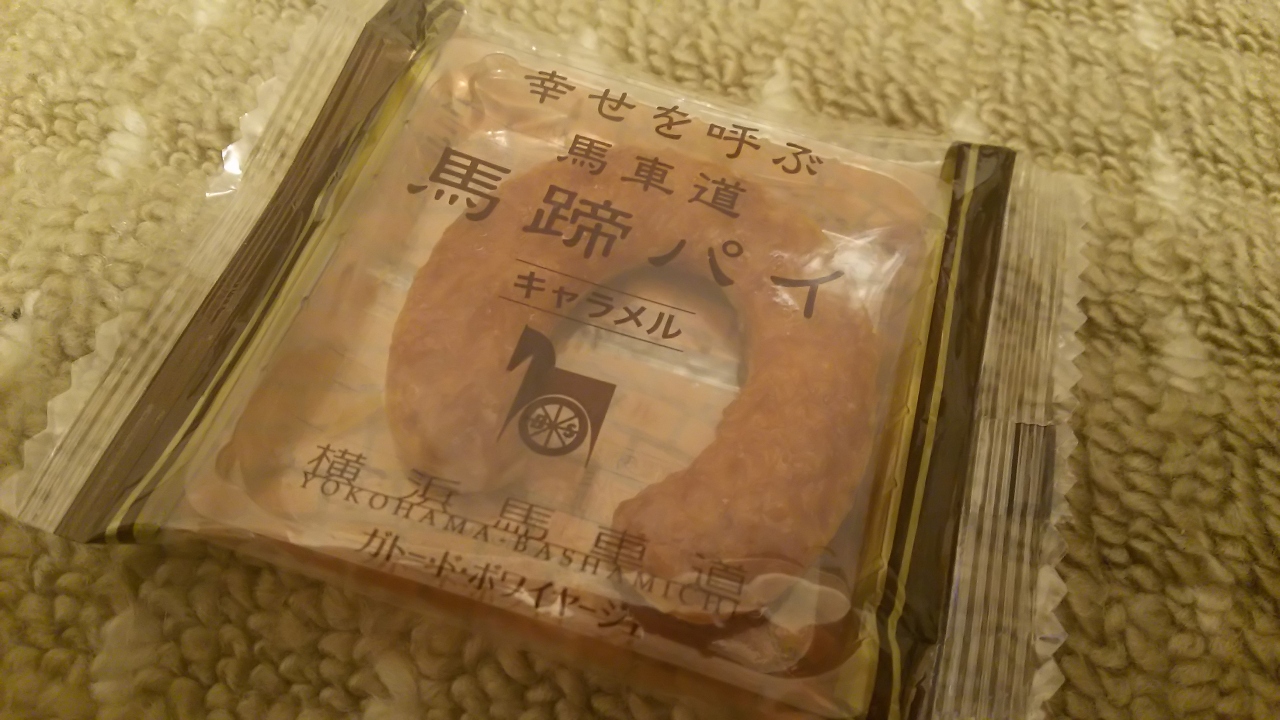 幸せを呼ぶ
馬車道
馬蹄パイ
キャラメル
横浜馬車道
YOKOHAMA・BASHAMICHI
ガトー・ド・ボワイヤージュ